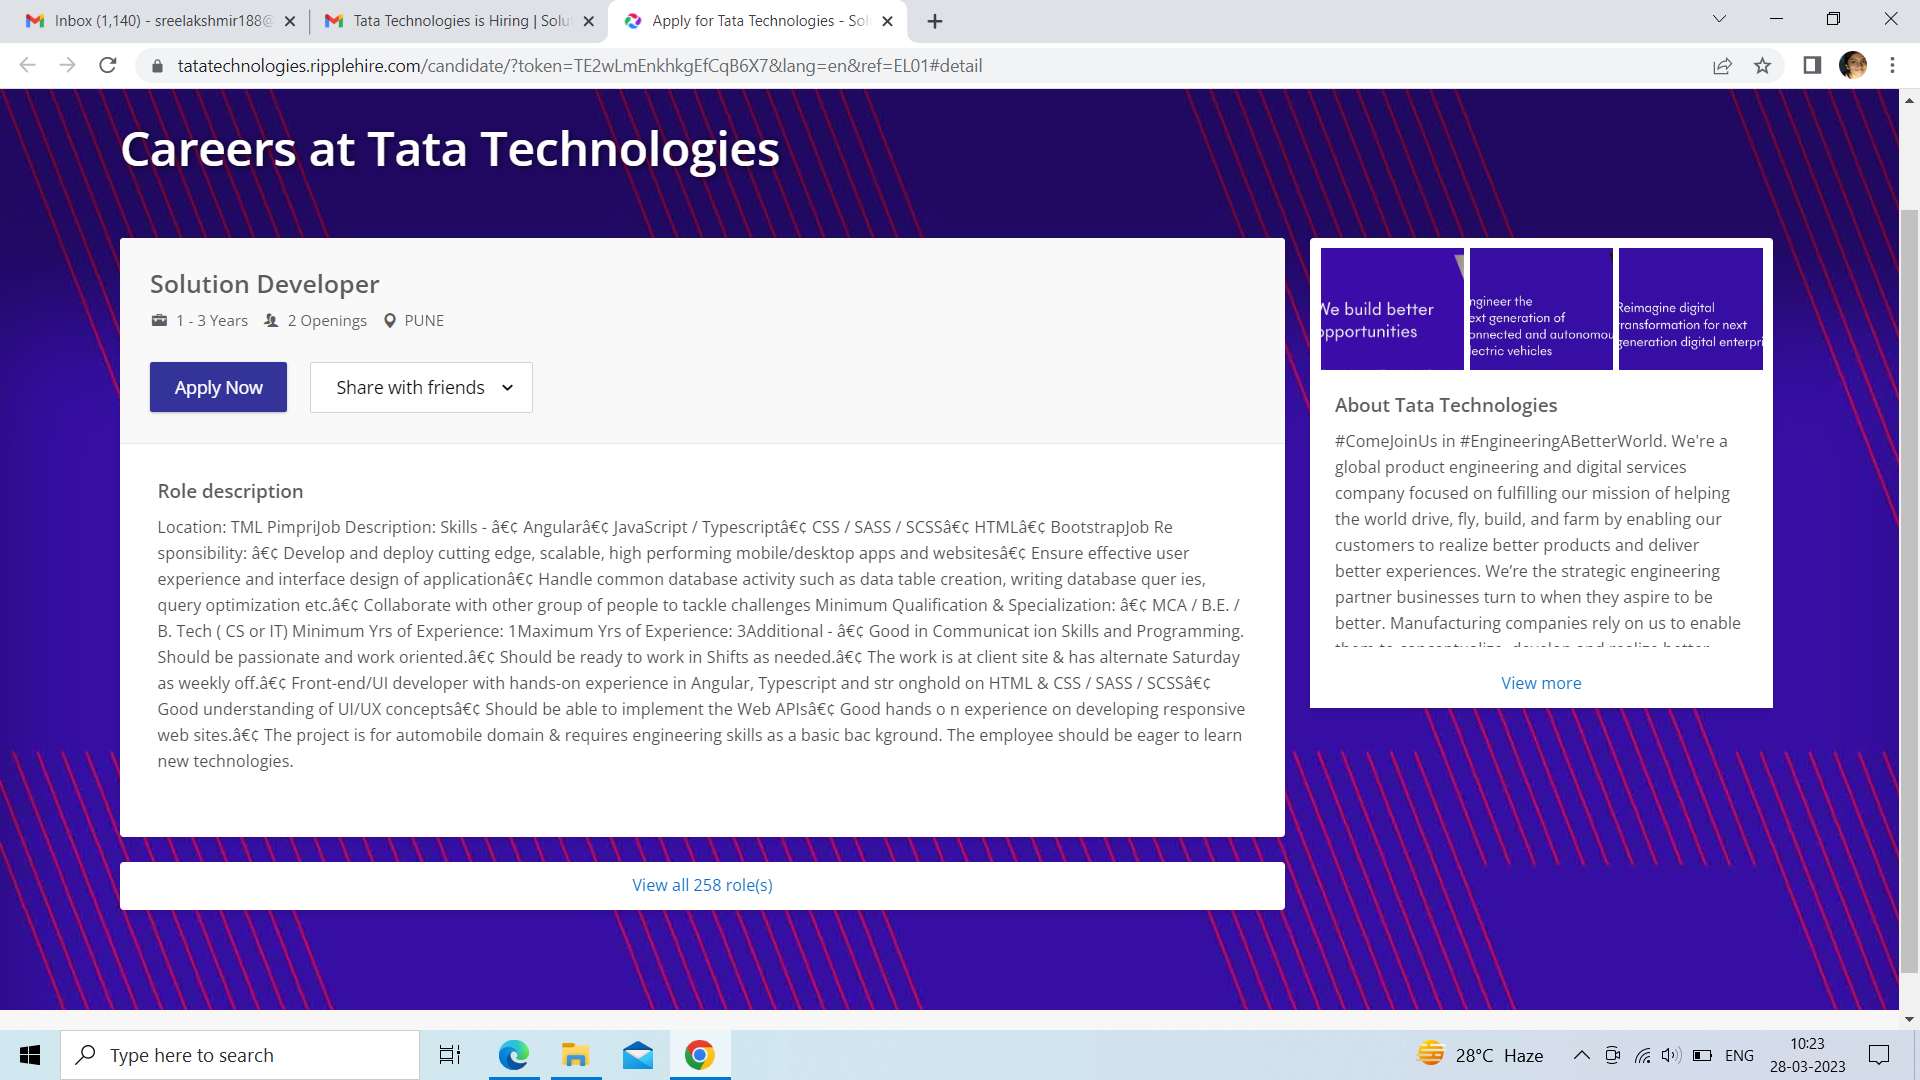 Inbox (1,140) - sreelakshmir188@
Tata Technologies is Hiring | Solu
Apply for Tata Technologies - Sol
tatatechnologies.ripplehire.com/candidate/?token=TE2wLmEnkhkgEfCqB6X7&lang=en&ref=EL01#detail
Careers at Tata Technologies
Solution Developer
1 - 3 Years 2 Openings PUNE
Apply Now Share with friends
Role description
Location: TML PimpriJob Description: Skills - â€¢ Angularâ€¢ JavaScript / Typescriptâ€¢ CSS / SASS / SCSSâ€¢ HTMLâ€¢ BootstrapJob Re
sponsibility: â€¢ Develop and deploy cutting edge, scalable, high performing mobile/desktop apps and websitesâ€¢ Ensure effective user
experience and interface design of applicationâ€¢ Handle common database activity such as data table creation, writing database quer ies,
query optimization etc.â€¢ Collaborate with other group of people to tackle challenges Minimum Qualification & Specialization: â€¢ MCA / B.E. /
B. Tech ( CS or IT) Minimum Yrs of Experience: 1Maximum Yrs of Experience: 3Additional - â€¢ Good in Communicat ion Skills and Programming.
Should be passionate and work oriented.â€¢ Should be ready to work in Shifts as needed.â€¢ The work is at client site & has alternate Saturday
as weekly off.â€¢ Front-end/UI developer with hands-on experience in Angular, Typescript and str onghold on HTML & CSS / SASS / SCSSâ€¢
Good understanding of UI/UX conceptsâ€¢ Should be able to implement the Web APIsâ€¢ Good hands o n experience on developing responsive
web sites.â€¢ The project is for automobile domain & requires engineering skills as a basic bac kground. The employee should be eager to learn
new technologies.
View all 258 role(s)
We build better
opportunities
ngineer the
ext generation of
onnected and autonomou
lectric vehicles
Reimagine digital
ransformation for next
generation digital enterpri
About Tata Technologies
#ComeJoinUs in #EngineeringABetterWorld. We're a
global product engineering and digital services
company focused on fulfilling our mission of helping
the world drive, fly, build, and farm by enabling our
customers to realize better products and deliver
better experiences. We’re the strategic engineering
partner businesses turn to when they aspire to be
better. Manufacturing companies rely on us to enable
them to conceptualize, develop and realize better
View more
Type here to search
28°C Haze
ENG
10:23
28-03-2023